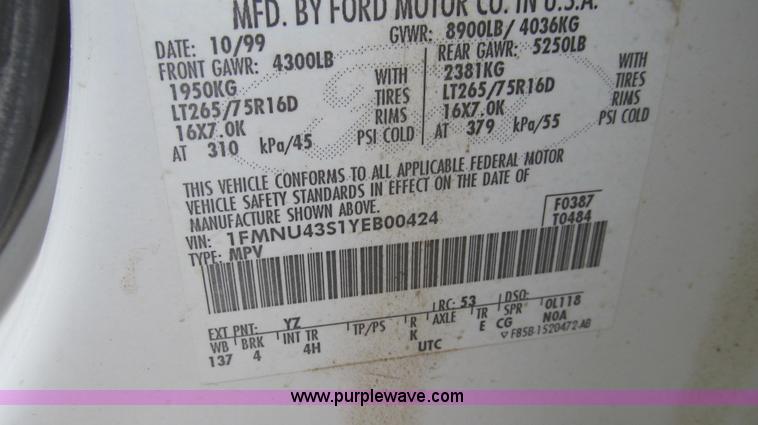 MFD. BY FORD MOTOR CO. IN U.S.A.
DATE: 10/99 GVWR: 8900LB/ 4036KG
FRONT GAWR: 4300LB REAR GAWR: 5250LB
1950KG WITH 2381KG WITH
LT265/75R16D TIRES LT265/75R16D TIRES
16X7.0K RIMS 16X7.0K RIMS
AT 310 kPa/45 PSI COLD AT 379 kPa/55 PSI COLD
THIS VEHICLE CONFORMS TO ALL APPLICABLE FEDERAL MOTOR
VEHICLE SAFETY STANDARDS IN EFFECT ON THE DATE OF
MANUFACTURE SHOWN ABOVE.
VIN: 1FMNU43S1YEB00424 F0387
TYPE: MPV T0484
EXT PNT: YZ RC: 53 DSO:
WB BRK INT TR TP/PS R AXLE TR SPR 0L118
137 4 4H K E CG N0A
UTC ▽ F85B-1520472-AB
www.purplewave.com